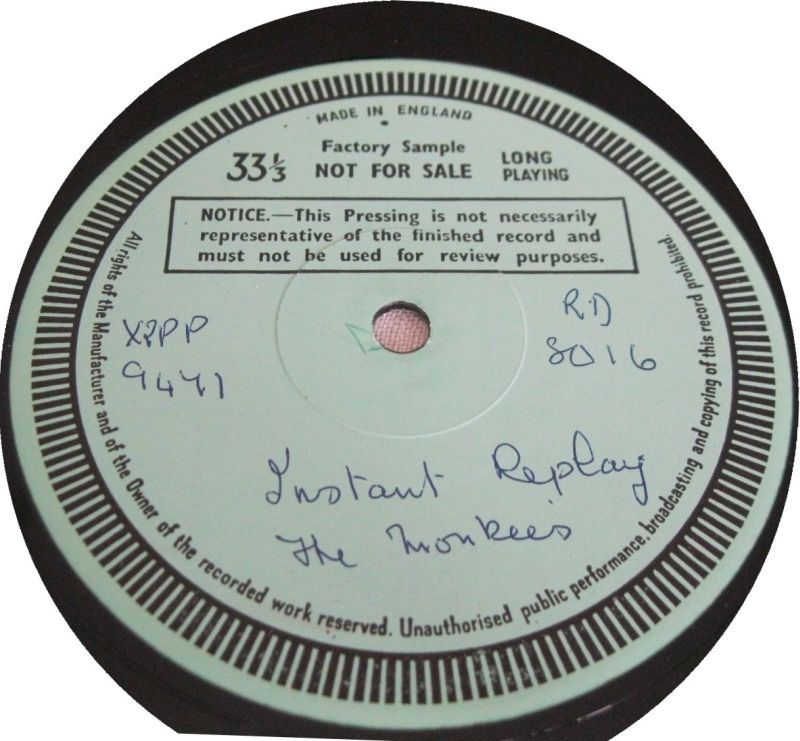 MADE IN ENGLAND
Factory Sample
33⅓ NOT FOR SALE LONG PLAYING
NOTICE.—This Pressing is not necessarily
representative of the finished record and
must not be used for review purposes.
XPPP
9471
R.D
8016
Instant Replay
The Monkees
All rights of the Manufacturer and of the Owner of the recorded work reserved. Unauthorised public performance, broadcasting and copying of this record prohibited.